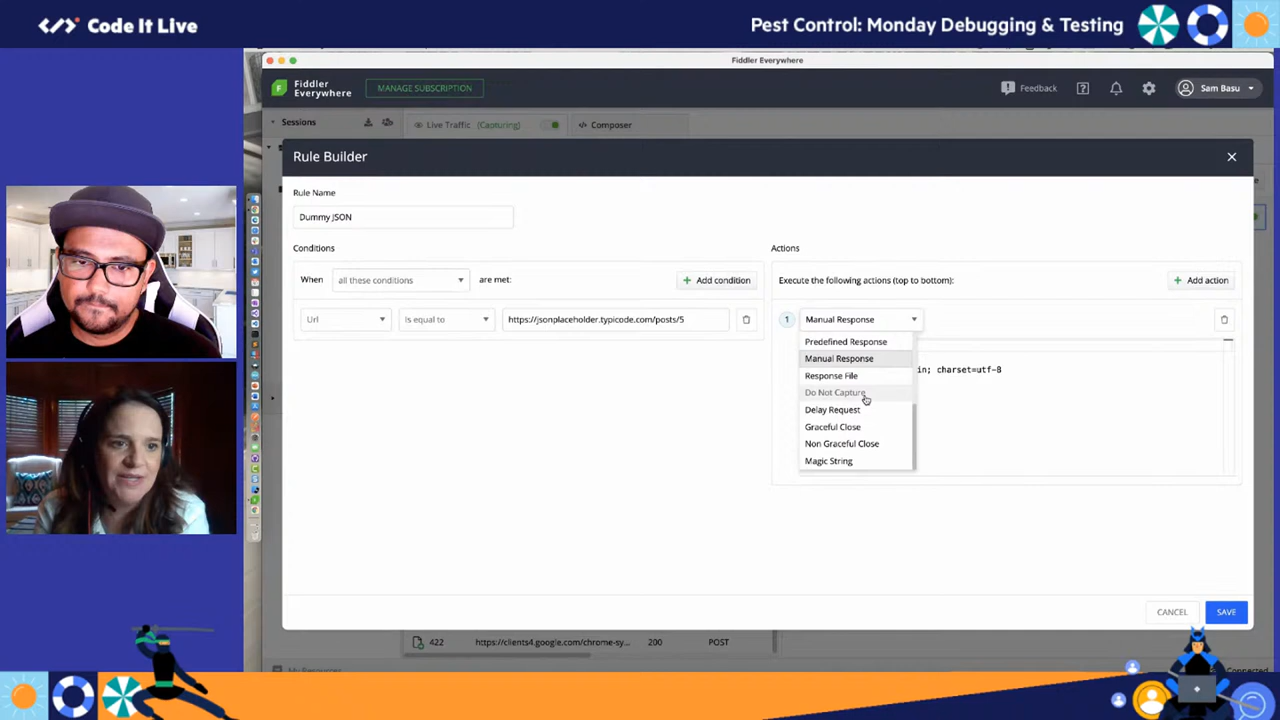 Code It Live
Pest Control: Monday Debugging & Testing
Fiddler Everywhere
Fiddler
Everywhere
MANAGE SUBSCRIPTION
Feedback
Sam Basu
Sessions
Live Traffic (Capturing)
Composer
Rule Builder
Rule Name
Dummy JSON
Conditions
Actions
When all these conditions are met:
Add condition
Execute the following actions (top to bottom):
Add action
Url
Is equal to
https://jsonplaceholder.typicode.com/posts/5
1
Manual Response
Predefined Response
Manual Response
Response File
in; charset=utf-8
Do Not Capture
Delay Request
Graceful Close
Non Graceful Close
Magic String
CANCEL
SAVE
422 https://clients4.google.com/chrome-sy... 200 POST